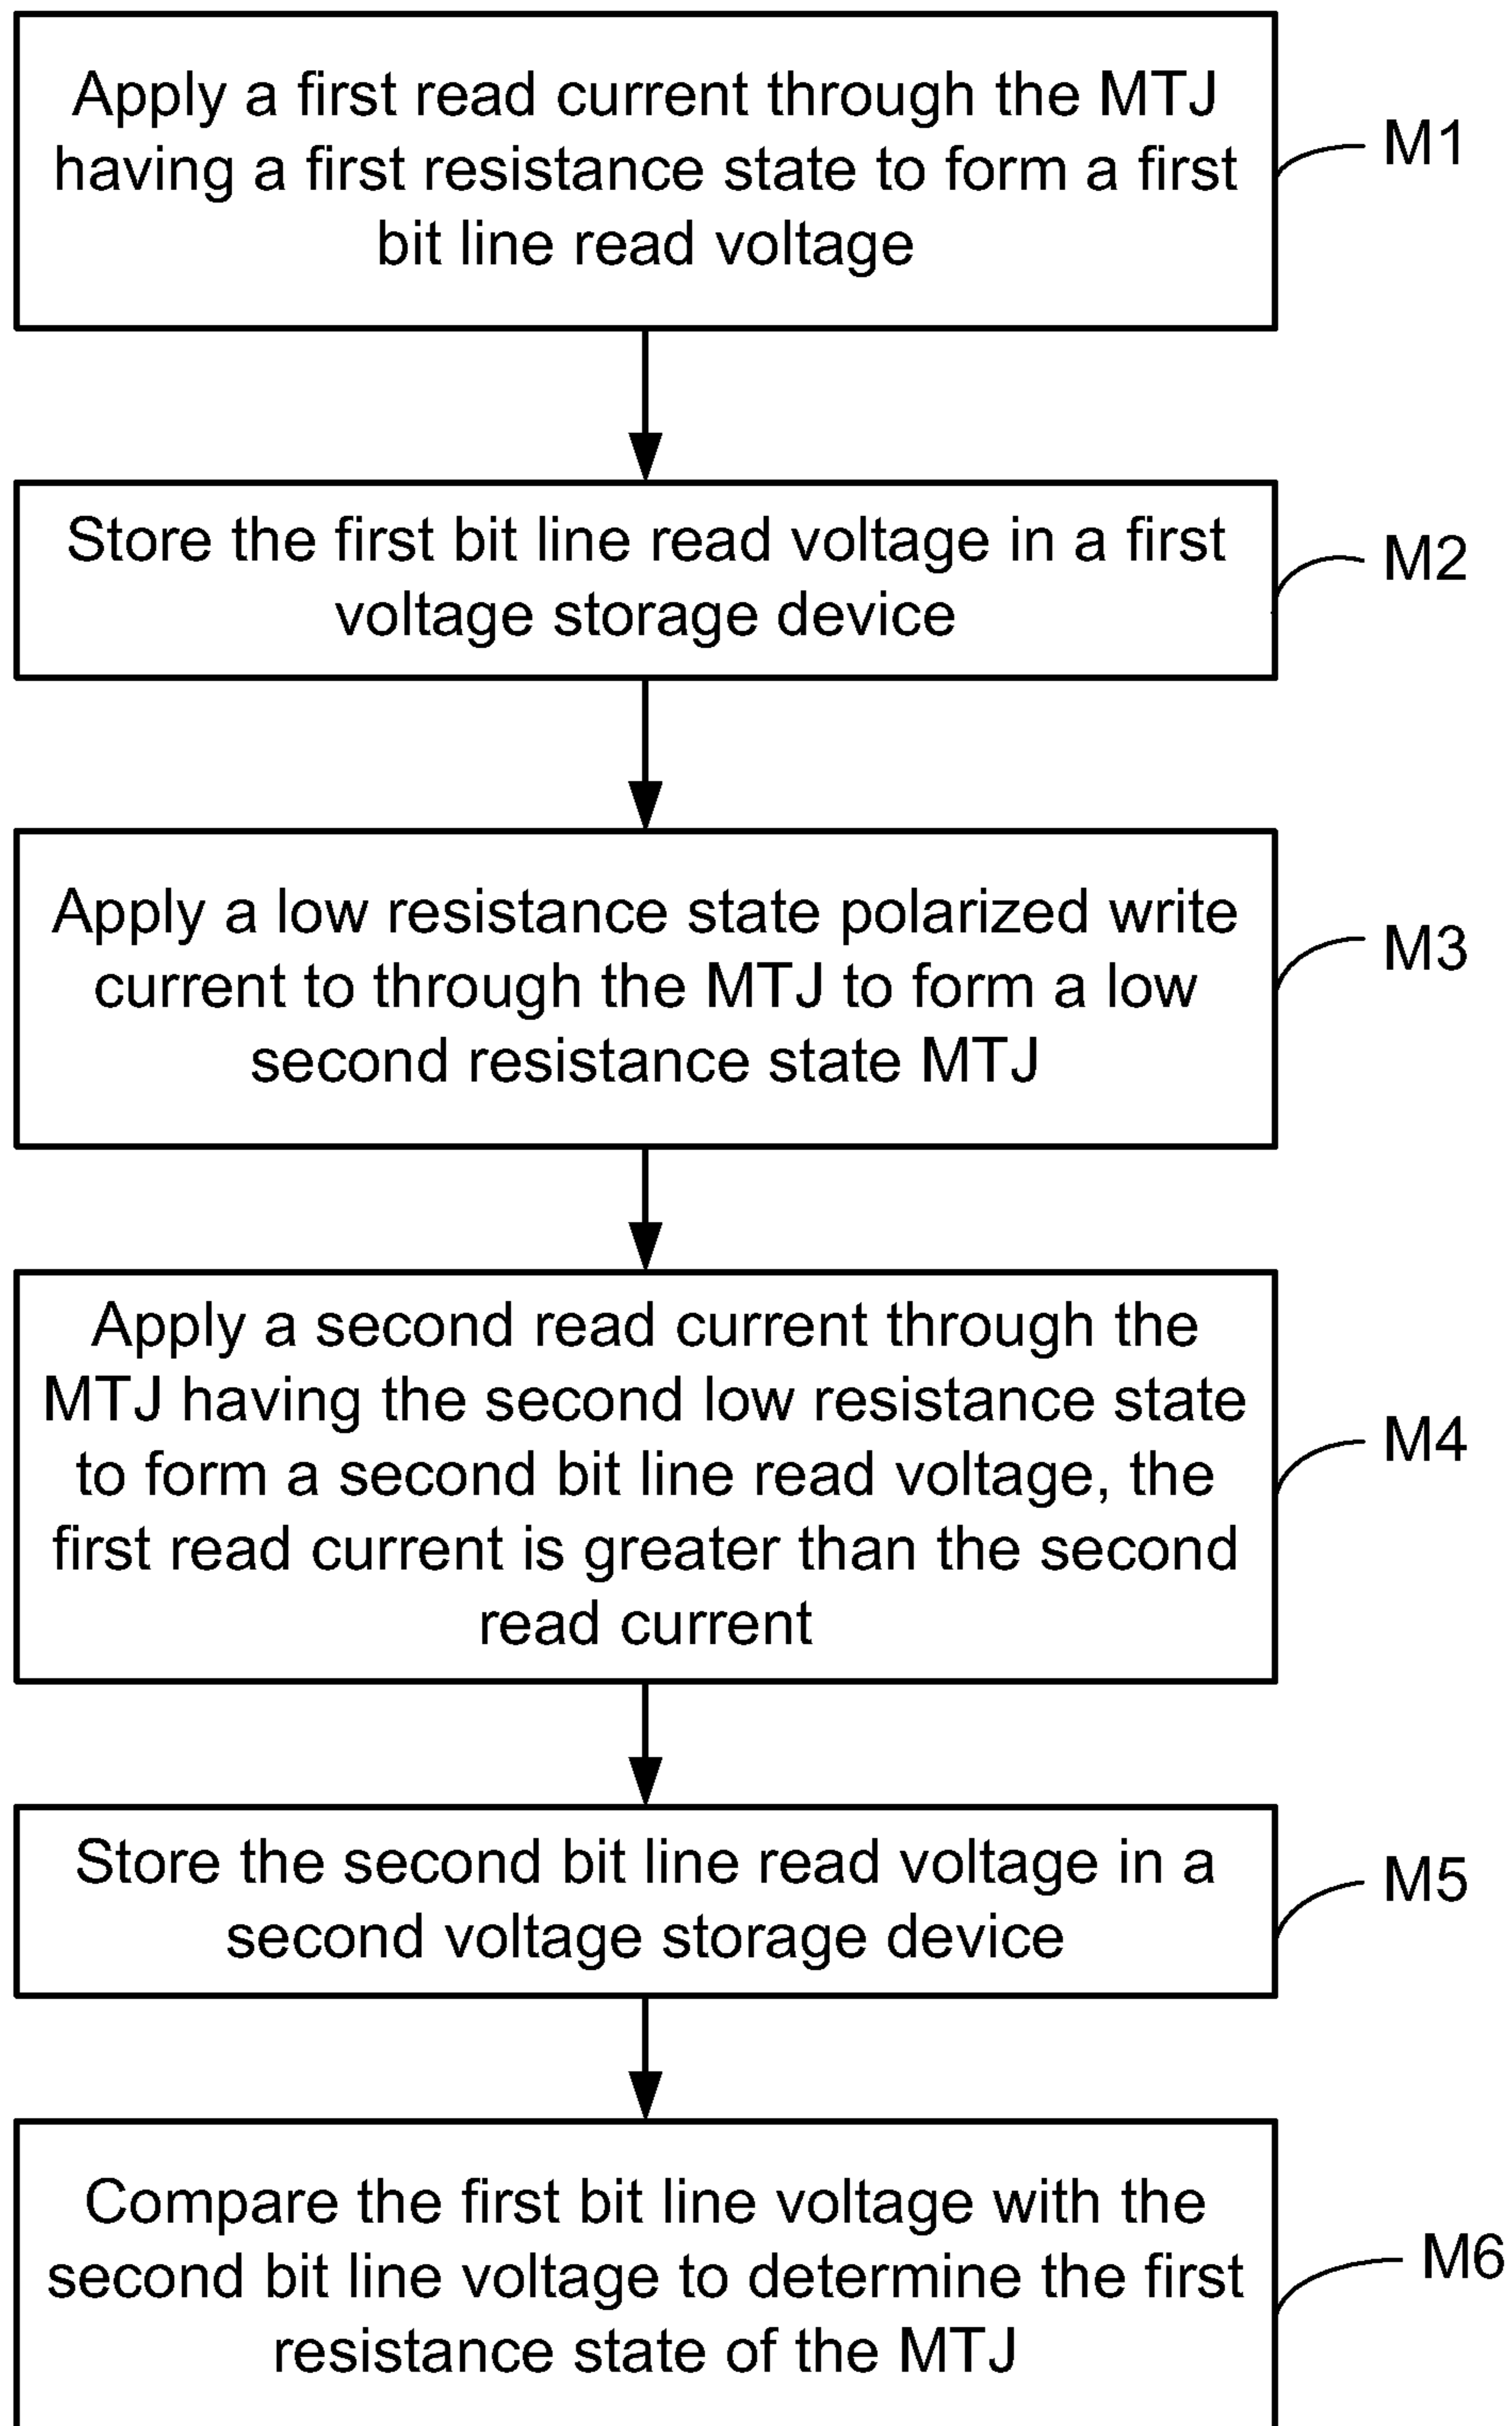 Apply a first read current through the MTJ
having a first resistance state to form a first
bit line read voltage
M1
Store the first bit line read voltage in a first
voltage storage device
M2
Apply a low resistance state polarized write
current to through the MTJ to form a low
second resistance state MTJ
M3
Apply a second read current through the
MTJ having the second low resistance state
to form a second bit line read voltage, the
first read current is greater than the second
read current
M4
Store the second bit line read voltage in a
second voltage storage device
M5
Compare the first bit line voltage with the
second bit line voltage to determine the first
resistance state of the MTJ
M6